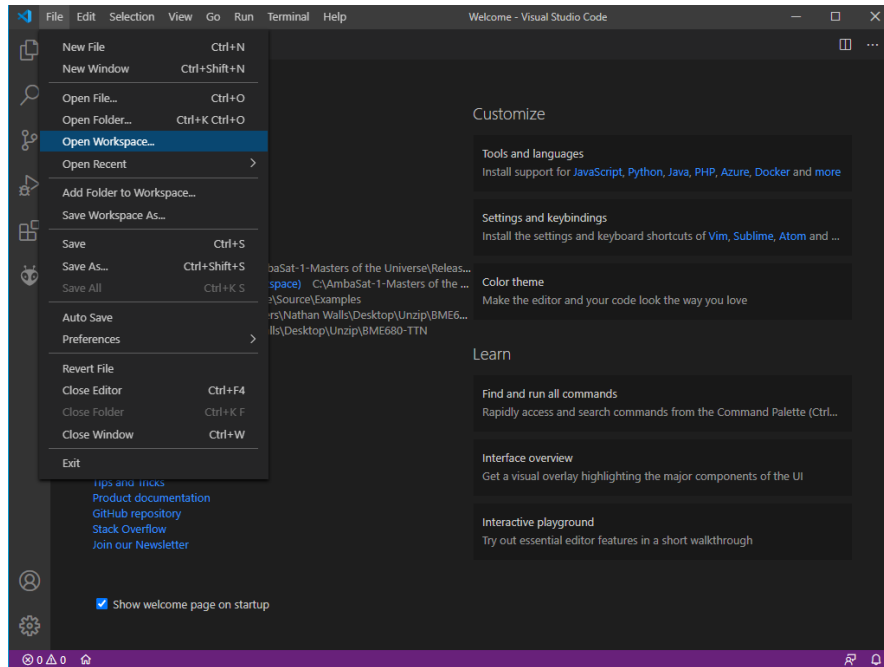 File Edit Selection View Go Run Terminal Help Welcome - Visual Studio Code
New File Ctrl+N
New Window Ctrl+Shift+N
Open File... Ctrl+O
Open Folder... Ctrl+K Ctrl+O
Open Workspace...
Open Recent
Add Folder to Workspace...
Save Workspace As...
Save Ctrl+S
Save As... Ctrl+Shift+S
Save All Ctrl+K S
Auto Save
Preferences
Revert File
Close Editor Ctrl+F4
Close Folder Ctrl+K F
Close Window Ctrl+W
Exit
baSat-1-Masters of the Universe\Releas...
space) C:\AmbaSat-1-Masters of the ...
e\Source\Examples
ers\Nathan Walls\Desktop\Unzip\BME6...
lls\Desktop\Unzip\BME680-TTN
Tips and Tricks
Product documentation
GitHub repository
Stack Overflow
Join our Newsletter
Show welcome page on startup
Customize
Tools and languages
Install support for JavaScript, Python, Java, PHP, Azure, Docker and more
Settings and keybindings
Install the settings and keyboard shortcuts of Vim, Sublime, Atom and ...
Color theme
Make the editor and your code look the way you love
Learn
Find and run all commands
Rapidly access and search commands from the Command Palette (Ctrl...
Interface overview
Get a visual overlay highlighting the major components of the UI
Interactive playground
Try out essential editor features in a short walkthrough
0 0